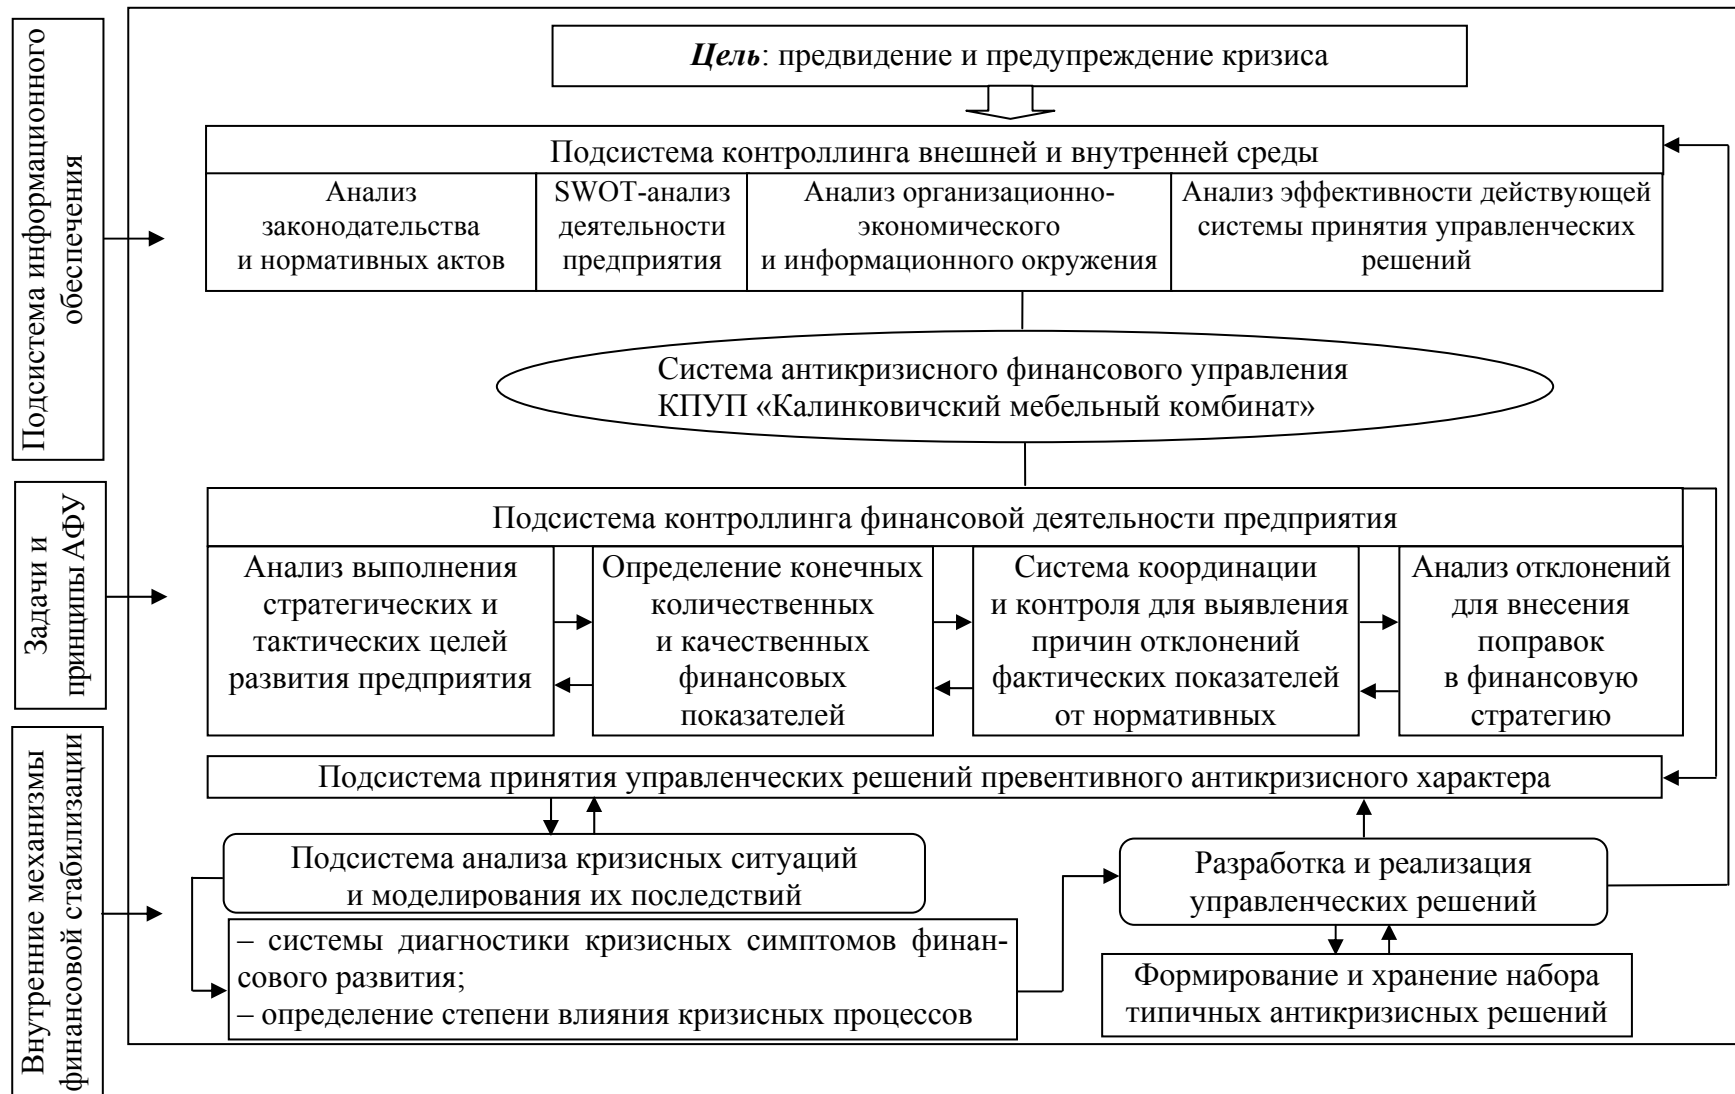 Подсистема информационного
обеспечения
Задачи и
принципы АФУ
Внутренние механизмы
финансовой стабилизации
Цель: предвидение и предупреждение кризиса
Подсистема контроллинга внешней и внутренней среды
Анализ
законодательства
и нормативных актов
SWOT-анализ
деятельности
предприятия
Анализ организационно-
экономического
и информационного окружения
Анализ эффективности действующей
системы принятия управленческих
решений
Система антикризисного финансового управления
КПУП «Калинковичский мебельный комбинат»
Подсистема контроллинга финансовой деятельности предприятия
Анализ выполнения
стратегических и
тактических целей
развития предприятия
Определение конечных
количественных
и качественных
финансовых
показателей
Система координации
и контроля для выявления
причин отклонений
фактических показателей
от нормативных
Анализ отклонений
для внесения
поправок
в финансовую
стратегию
Подсистема принятия управленческих решений превентивного антикризисного характера
Подсистема анализа кризисных ситуаций
и моделирования их последствий
– системы диагностики кризисных симптомов финан-
сового развития;
– определение степени влияния кризисных процессов
Разработка и реализация
управленческих решений
Формирование и хранение набора
типичных антикризисных решений